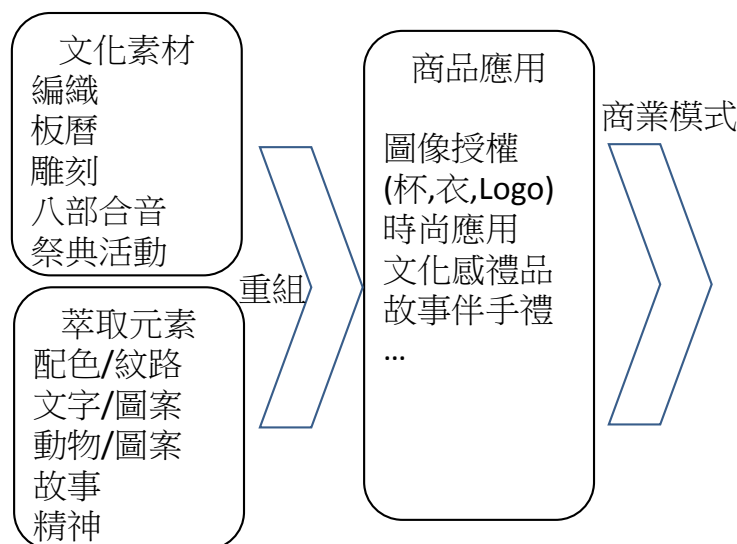 文化素材
編織
板曆
雕刻
八部合音
祭典活動
萃取元素
配色/紋路
文字/圖案
動物/圖案
故事
精神
重組
商品應用
圖像授權
(杯,衣,Logo)
時尚應用
文化感禮品
故事伴手禮
…
商業模式